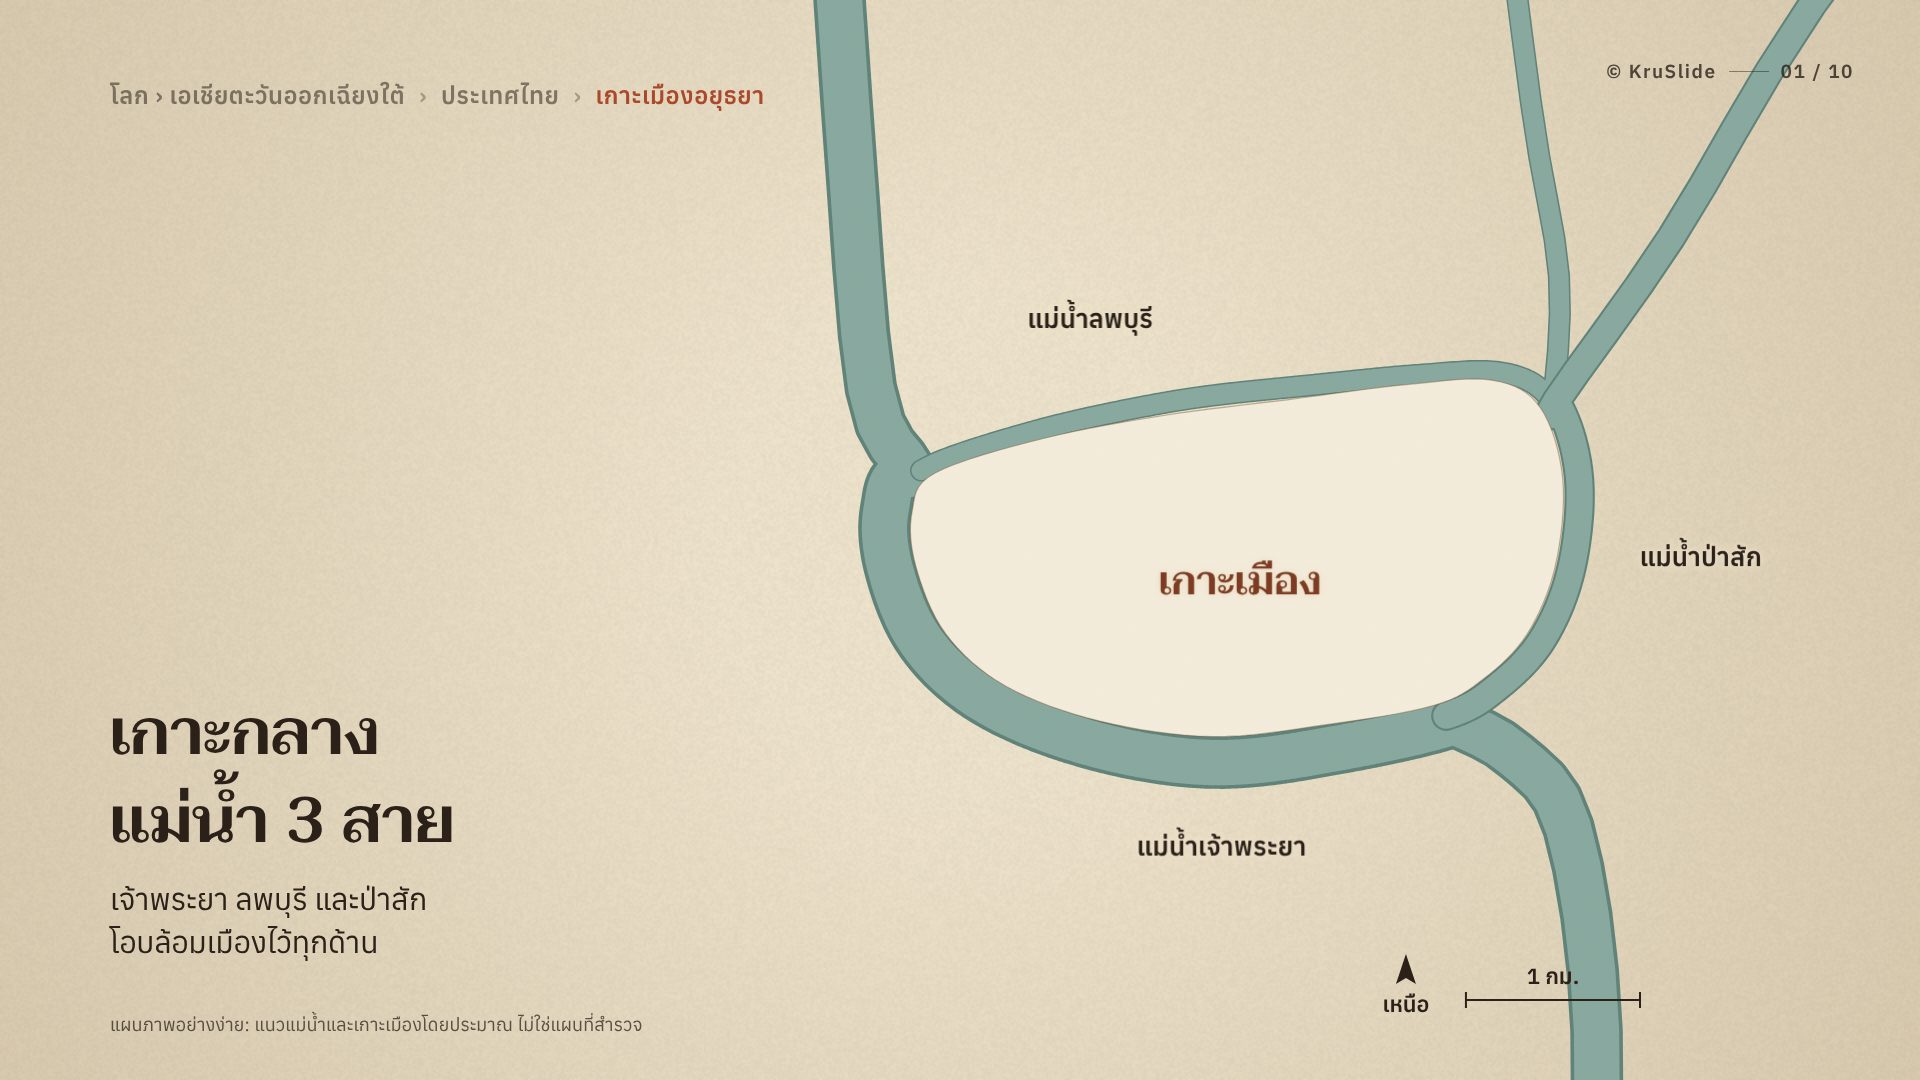 โลก › เอเชียตะวันออกเฉียงใต้ › ประเทศไทย › เกาะเมืองอยุธยา
© KruSlide — 01 / 10
แม่น้ำลพบุรี
แม่น้ำป่าสัก
เกาะเมือง
แม่น้ำเจ้าพระยา
เกาะกลาง
แม่น้ำ 3 สาย
เจ้าพระยา ลพบุรี และป่าสัก
โอบล้อมเมืองไว้ทุกด้าน
1 กม.
เหนือ
แผนภาพอย่างง่าย: แนวแม่น้ำและเกาะเมืองโดยประมาณ ไม่ใช่แผนที่สำรวจ